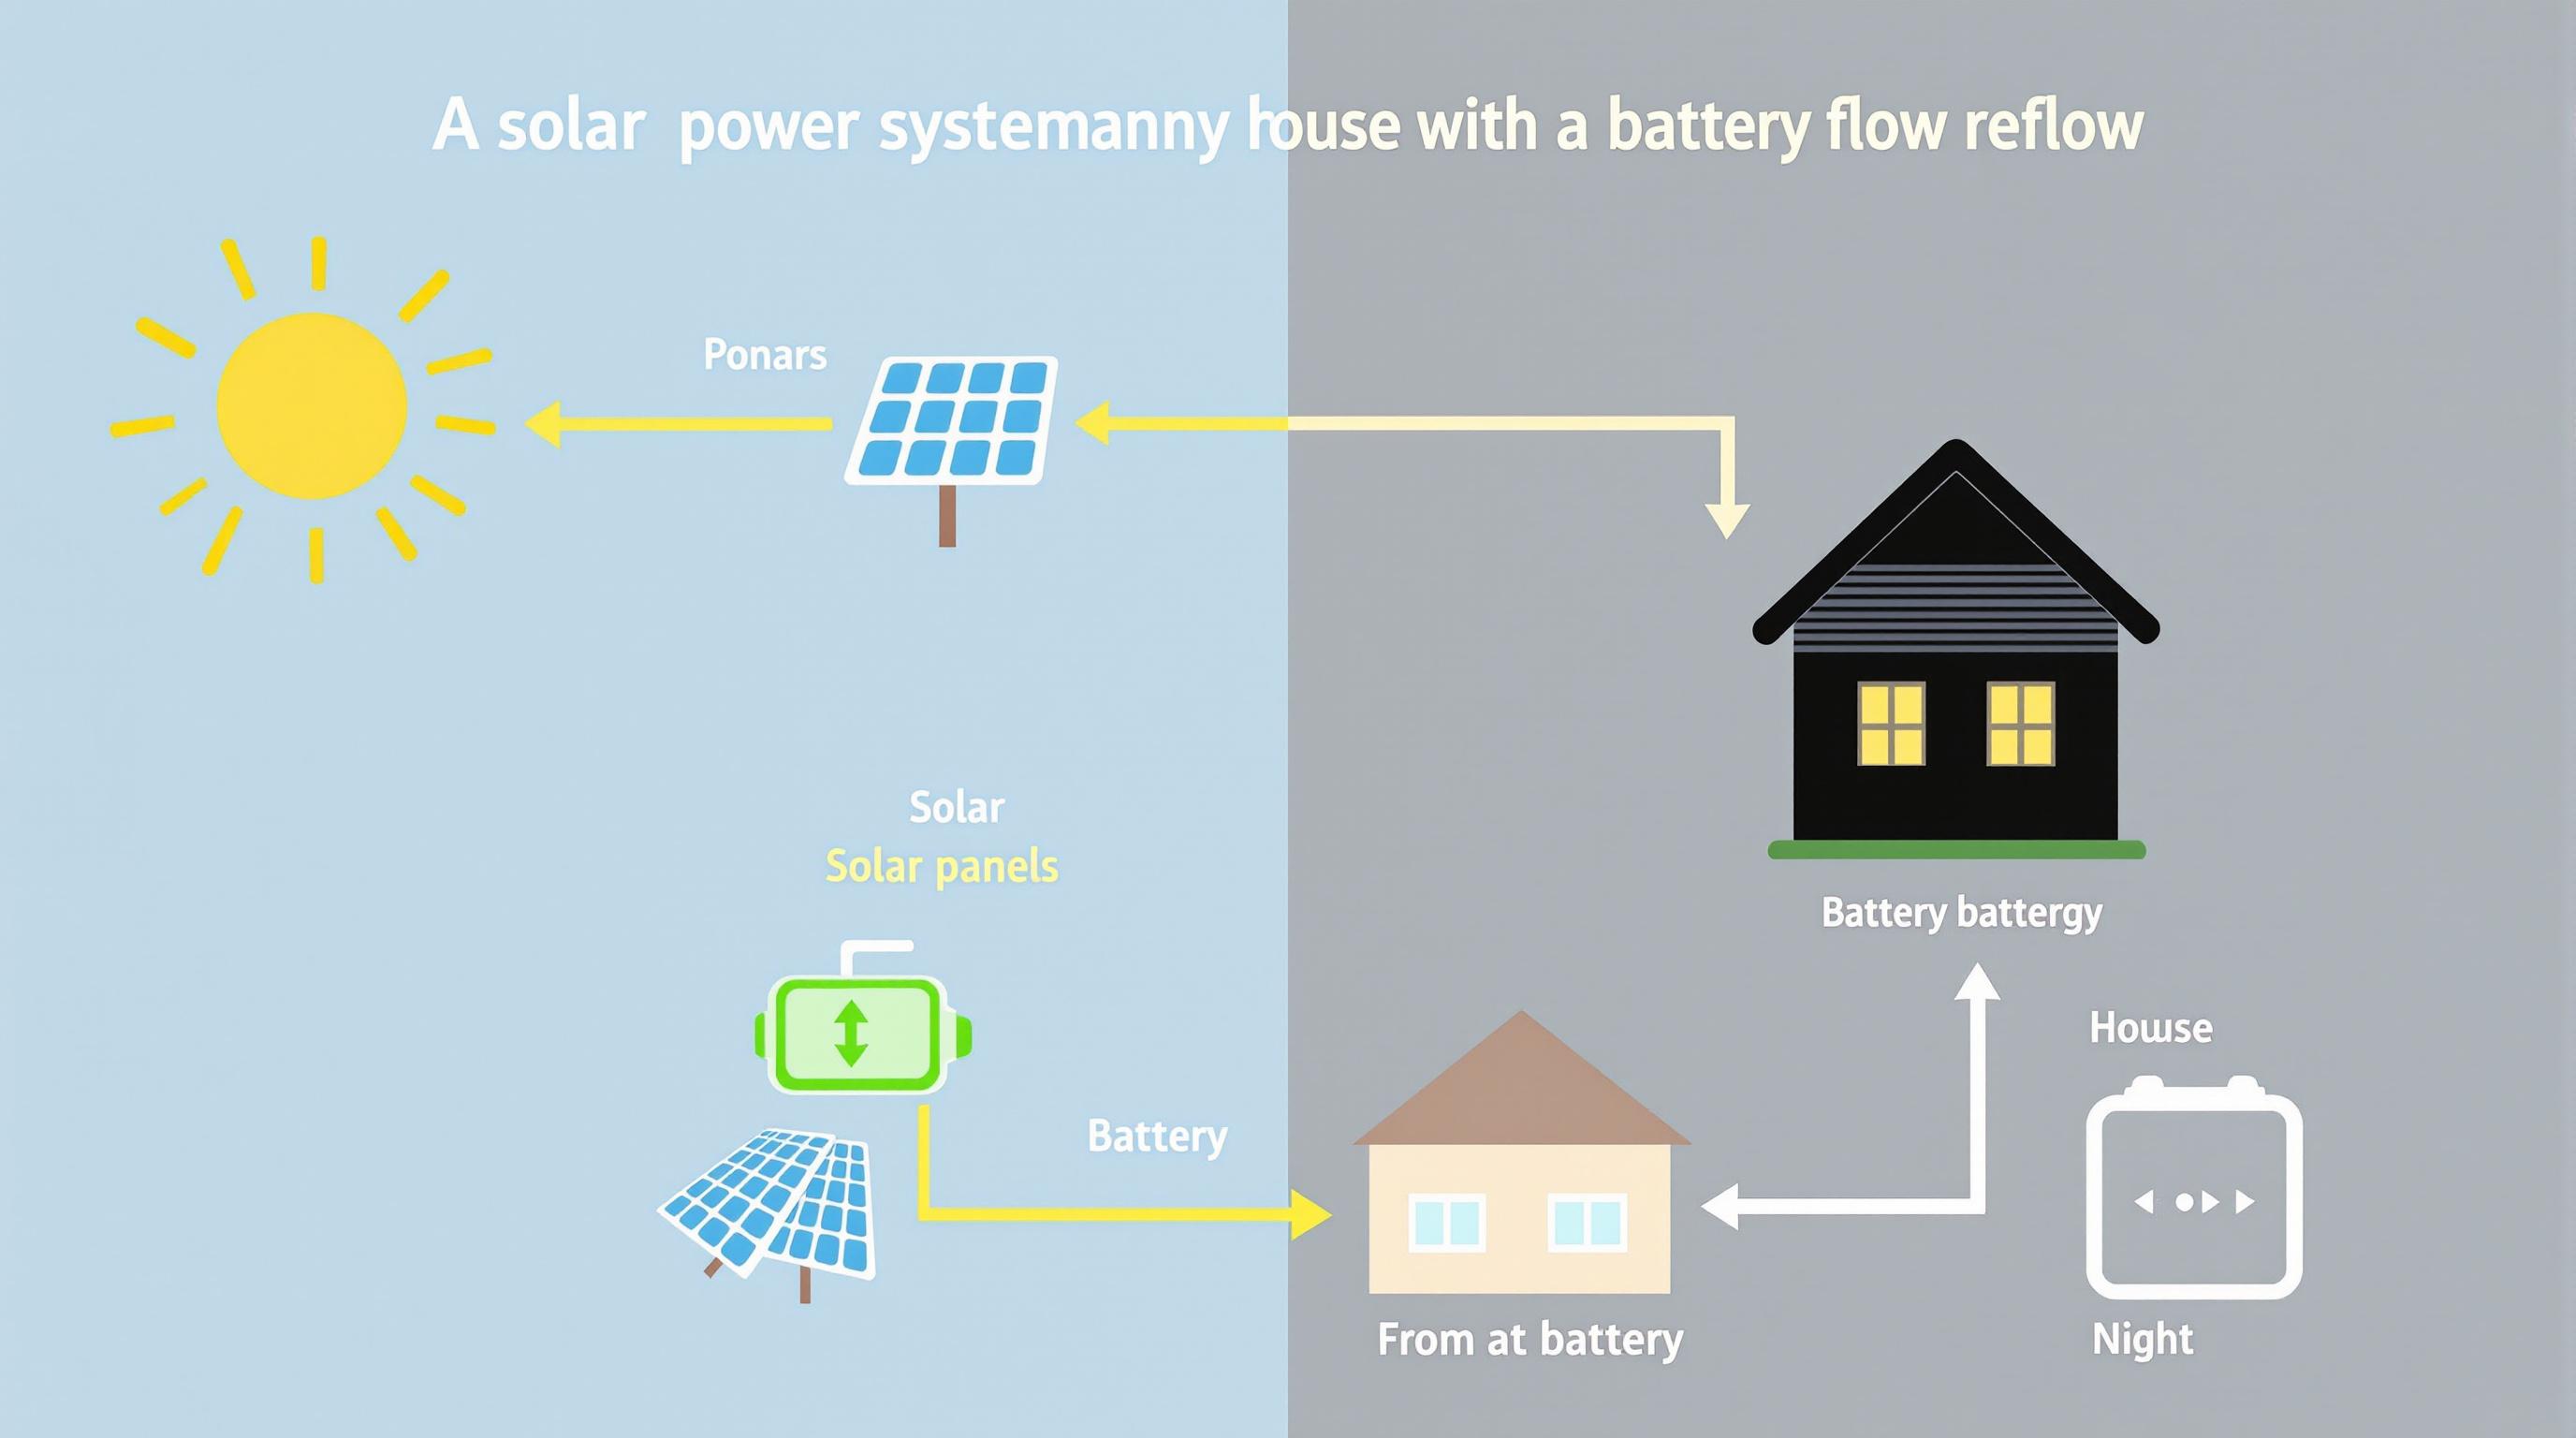 A solar power systemanny house with a battery flow reflow
Ponars
Solar
Solar panels
Battery battergy
House
Battery
From at battery
Night